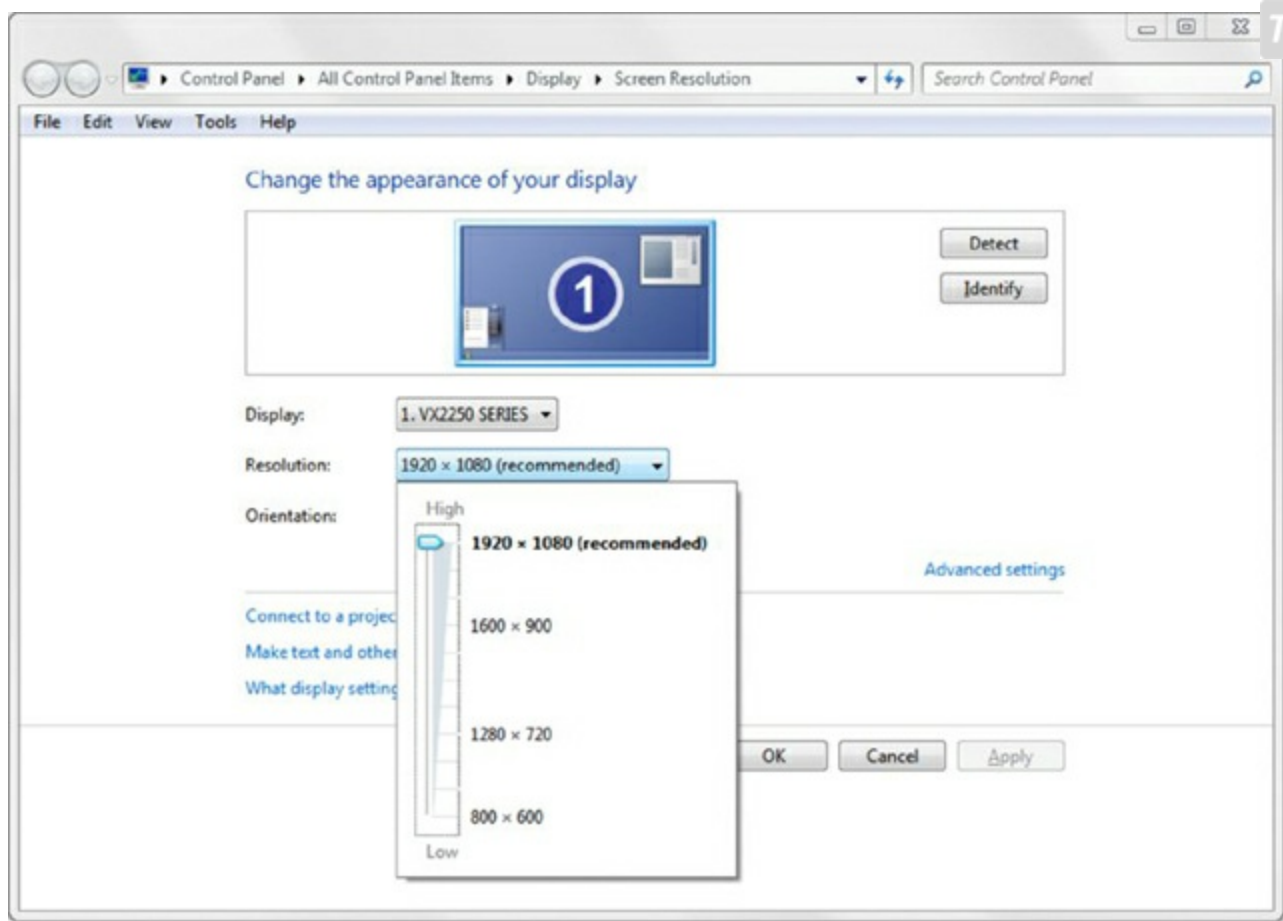 Control Panel All Control Panel Items Display Screen Resolution Search Control Panel
File Edit View Tools Help
Change the appearance of your display
1
Detect
Identify
Display: 1. VX2250 SERIES
Resolution: 1920 × 1080 (recommended)
Orientation:
High
1920 × 1080 (recommended)
1600 × 900
1280 × 720
800 × 600
Low
Advanced settings
Connect to a
Make text and
What display
OK Cancel Apply